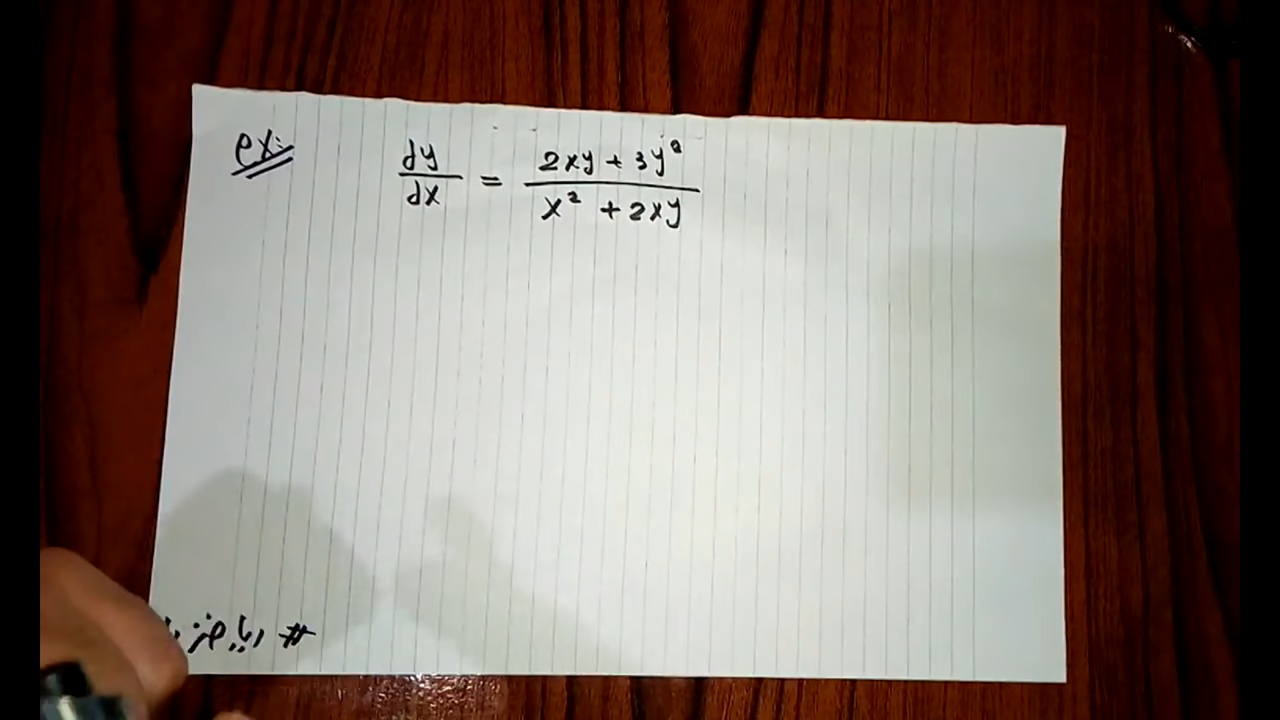 ex:
dy/dx = (2xy + 3y²)/(x² + 2xy)
#